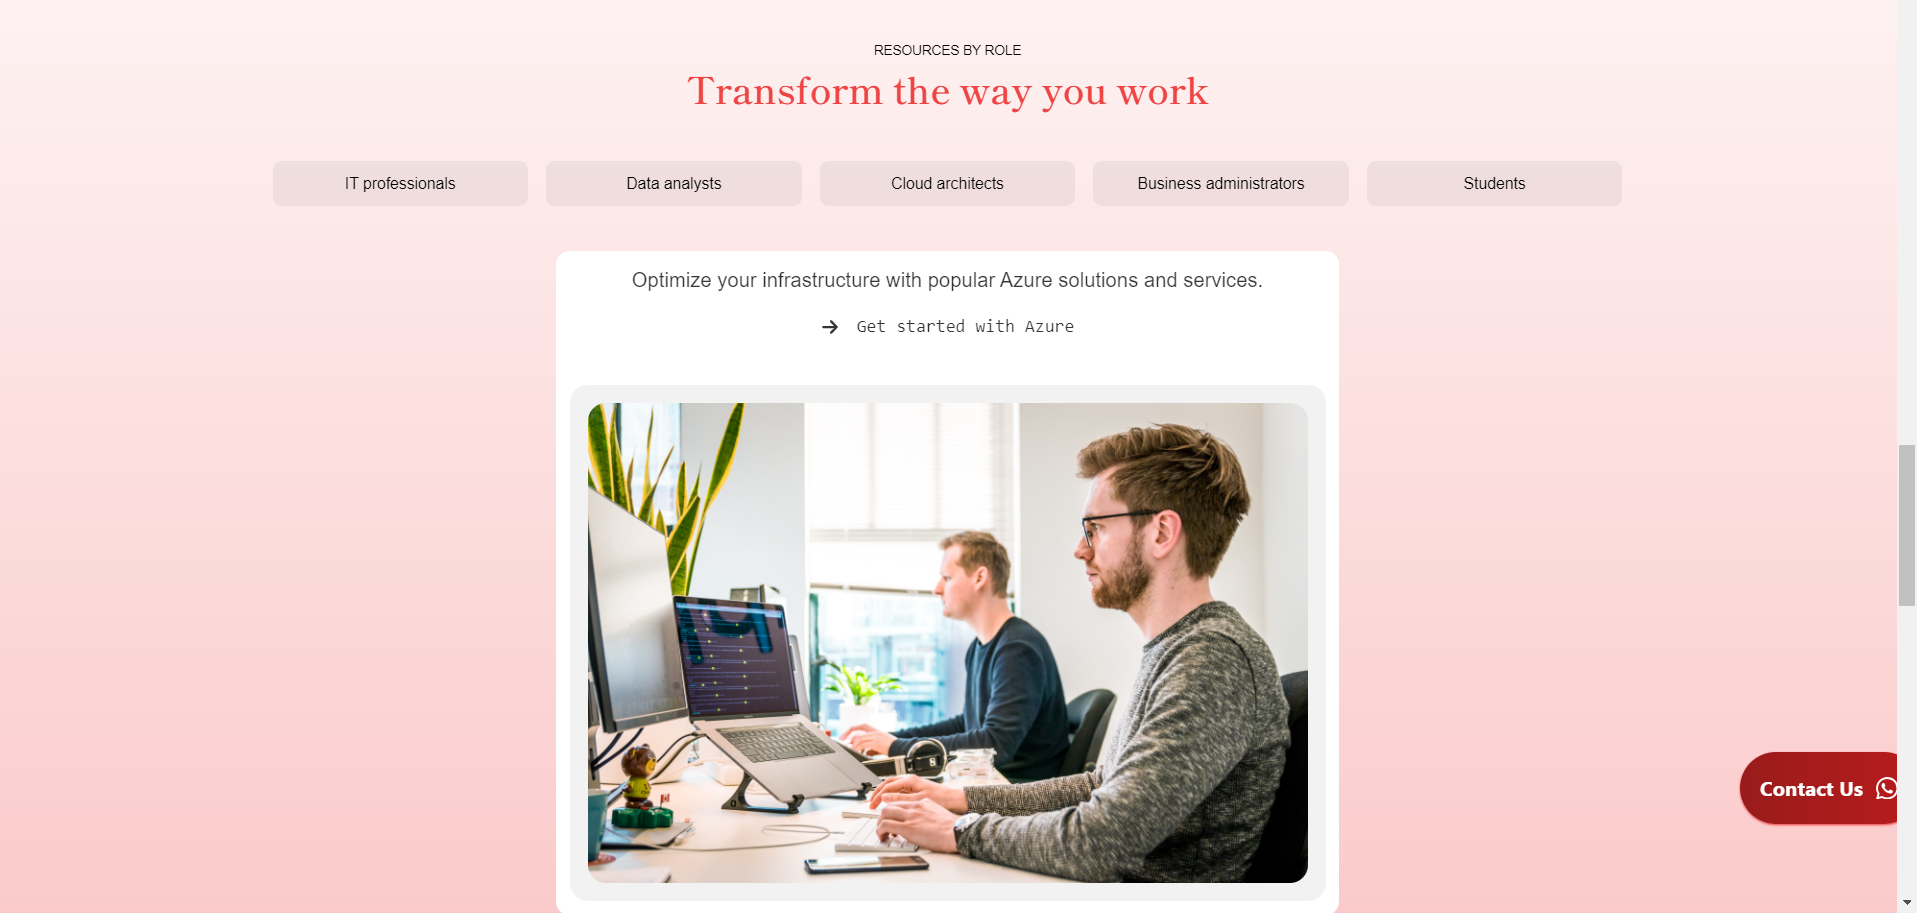 RESOURCES BY ROLE
Transform the way you work
IT professionals
Data analysts
Cloud architects
Business administrators
Students
Optimize your infrastructure with popular Azure solutions and services.
Get started with Azure
Contact Us